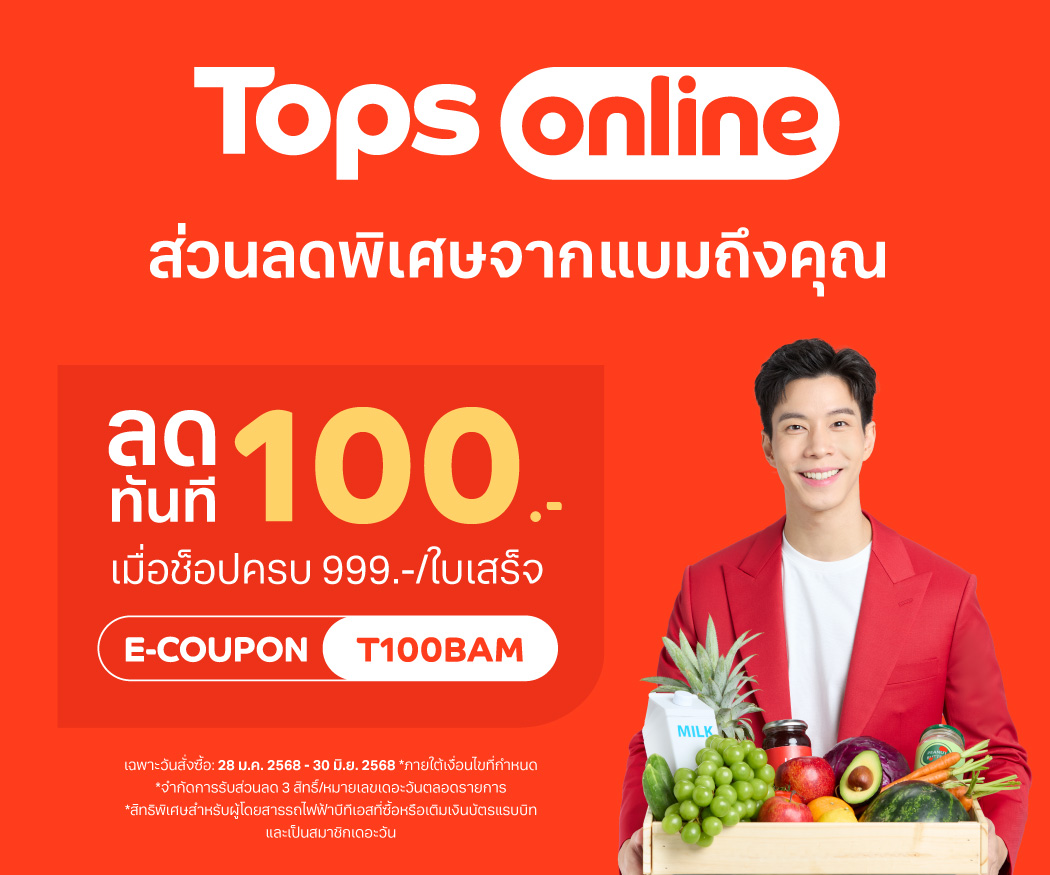 Tops online
ส่วนลดพิเศษจากแบมถึงคุณ
ลดทันที 100.-
เมื่อช็อปครบ 999.-/ใบเสร็จ
E-COUPON T100BAM
เฉพาะวันสั่งซื้อ: 28 ม.ค. 2568 - 30 มิ.ย. 2568 *ภายใต้เงื่อนไขที่กำหนด
*จำกัดการรับส่วนลด 3 สิทธิ์/หมายเลขเดอะวันตลอดรายการ
*สิทธิพิเศษสำหรับผู้โดยสารรถไฟฟ้าบีทีเอสที่ซื้อหรือเติมเงินบัตรแรบบิท
และเป็นสมาชิกเดอะวัน
MILK